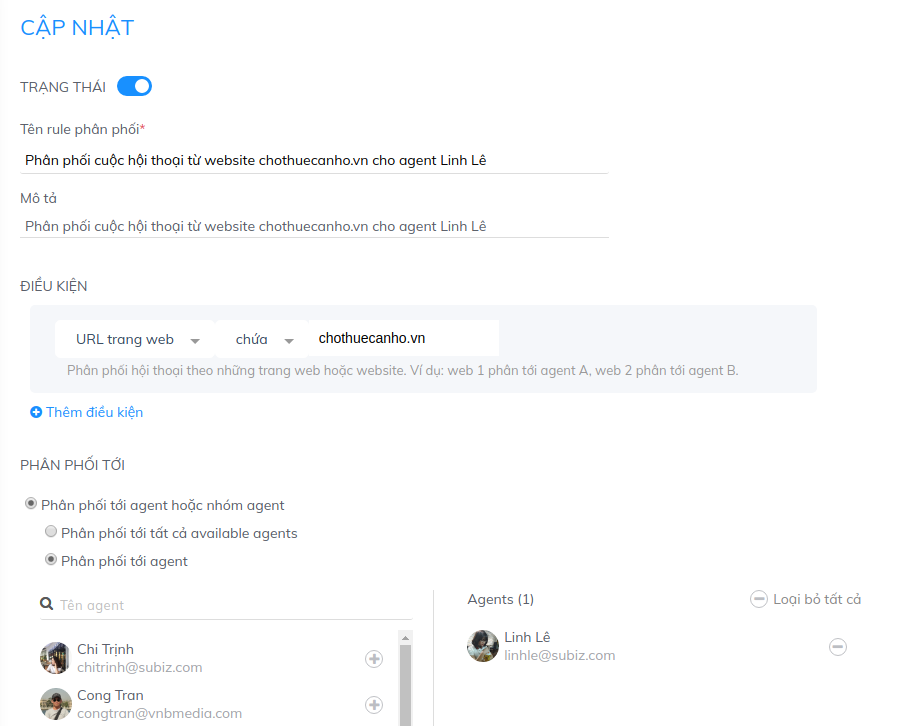 CẬP NHẬT
TRẠNG THÁI
Tên rule phân phối*
Phân phối cuộc hội thoại từ website chothuecanho.vn cho agent Linh Lê
Mô tả
Phân phối cuộc hội thoại từ website chothuecanho.vn cho agent Linh Lê
ĐIỀU KIỆN
URL trang web chứa chothuecanho.vn
Phân phối hội thoại theo những trang web hoặc website. Ví dụ: web 1 phân tới agent A, web 2 phân tới agent B.
Thêm điều kiện
PHÂN PHỐI TỚI
Phân phối tới agent hoặc nhóm agent
Phân phối tới tất cả available agents
Phân phối tới agent
Tên agent
Chi Trịnh
chitrinh@subiz.com
Cong Tran
congtran@vnbmedia.com
Agents (1) Loại bỏ tất cả
Linh Lê
linhle@subiz.com